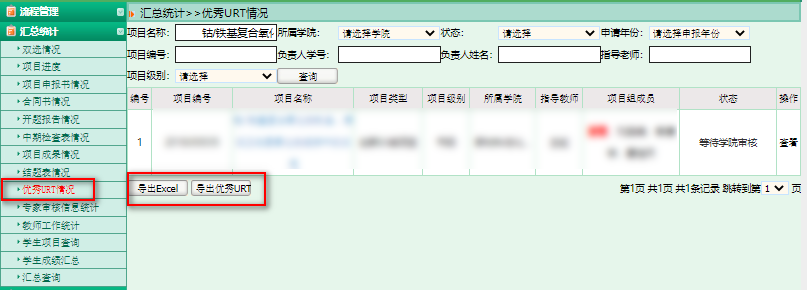 流程管理
汇总统计
双选情况
项目进度
项目申报书情况
合同书情况
开题报告情况
中期检查表情况
项目成果情况
结题表情况
优秀URT情况
专家审核信息统计
教师工作统计
学生项目查询
学生成绩汇总
汇总查询
汇总统计>>优秀URT情况
项目名称: 钴/铁基复合氧化 所属学院: 请选择学院 状态: 请选择 申请年份: 请选择申报年份
项目编号: 负责人学号: 负责人姓名: 指导老师:
项目级别: 请选择 查询
编号 项目编号 项目名称 项目类型 项目级别 所属学院 指导教师 项目组成员 状态 操作
1 等待学院审核 查看
导出Excel 导出优秀URT 第1页 共1页 共1条记录 跳转到第 1 页